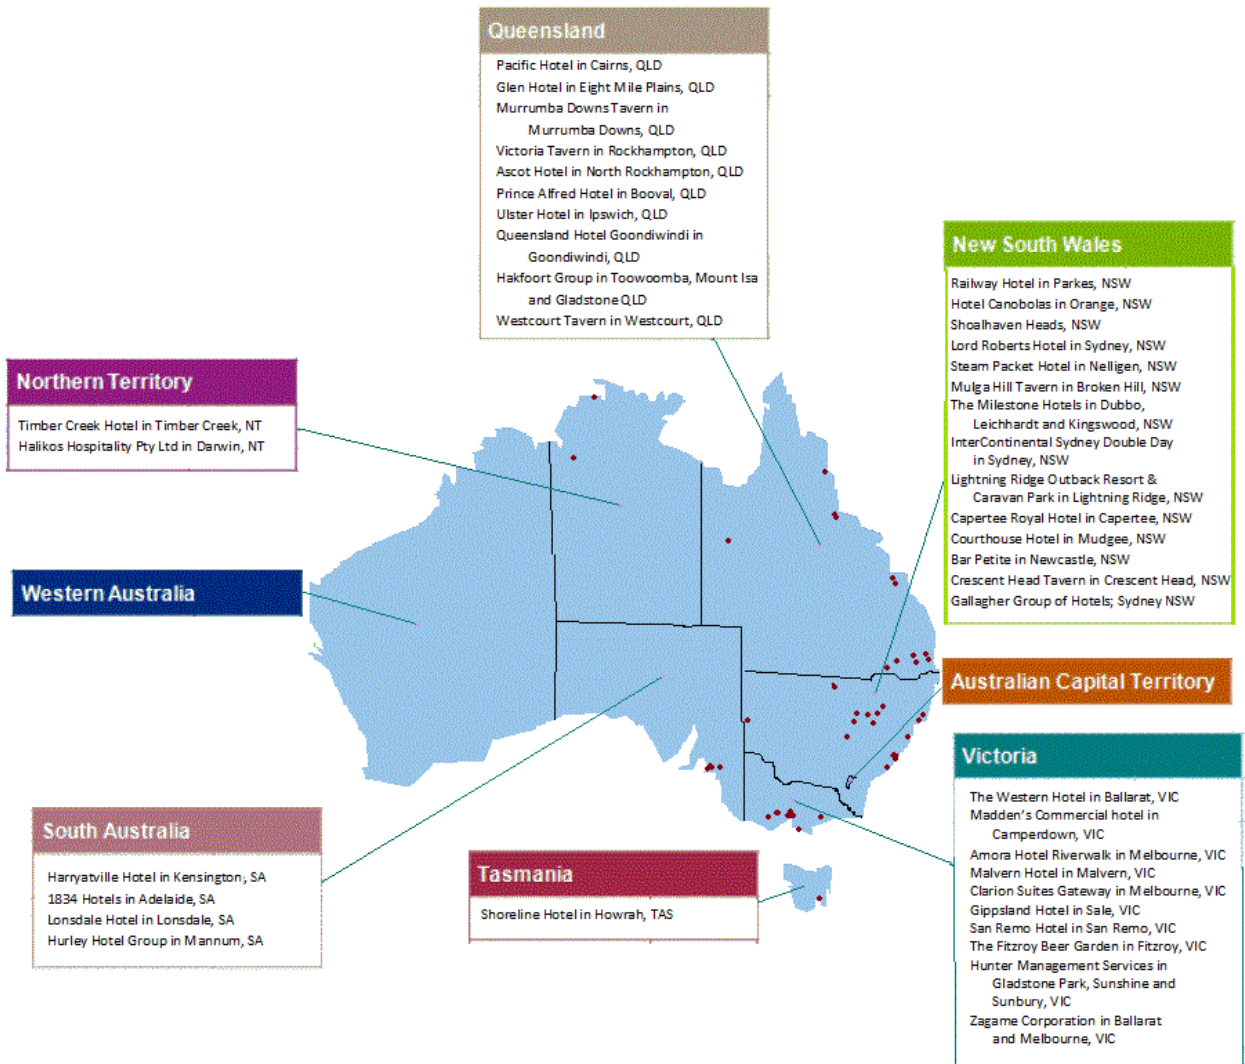 Queensland
Pacific Hotel in Cairns, QLD
Glen Hotel in Eight Mile Plains, QLD
Murrumba Downs Tavern in
Murrumba Downs, QLD
Victoria Tavern in Rockhampton, QLD
Ascot Hotel in North Rockhampton, QLD
Prince Alfred Hotel in Booval, QLD
Ulster Hotel in Ipswich, QLD
Queensland Hotel Goondiwindi in
Goondiwindi, QLD
Hakfoort Group in Toowoomba, Mount Isa
and Gladstone QLD
Westcourt Tavern in Westcourt, QLD
New South Wales
Railway Hotel in Parkes, NSW
Hotel Canobolas in Orange, NSW
Shoalhaven Heads, NSW
Lord Roberts Hotel in Sydney, NSW
Steam Packet Hotel in Nelligen, NSW
Mulga Hill Tavern in Broken Hill, NSW
The Milestone Hotels in Dubbo,
Leichhardt and Kingswood, NSW
InterContinental Sydney Double Day
in Sydney, NSW
Lightning Ridge Outback Resort &
Caravan Park in Lightning Ridge, NSW
Capertee Royal Hotel in Capertee, NSW
Courthouse Hotel in Mudgee, NSW
Bar Petite in Newcastle, NSW
Crescent Head Tavern in Crescent Head, NSW
Gallagher Group of Hotels; Sydney NSW
Northern Territory
Timber Creek Hotel in Timber Creek, NT
Halikos Hospitality Pty Ltd in Darwin, NT
Western Australia
Australian Capital Territory
Victoria
The Western Hotel in Ballarat, VIC
Madden's Commercial hotel in
Camperdown, VIC
Amora Hotel Riverwalk in Melbourne, VIC
Malvern Hotel in Malvern, VIC
Clarion Suites Gateway in Melbourne, VIC
Gippsland Hotel in Sale, VIC
San Remo Hotel in San Remo, VIC
The Fitzroy Beer Garden in Fitzroy, VIC
Hunter Management Services in
Gladstone Park, Sunshine and
Sunbury, VIC
Zagame Corporation in Ballarat
and Melbourne, VIC
South Australia
Harryatville Hotel in Kensington, SA
1834 Hotels in Adelaide, SA
Lonsdale Hotel in Lonsdale, SA
Hurley Hotel Group in Mannum, SA
Tasmania
Shoreline Hotel in Howrah, TAS